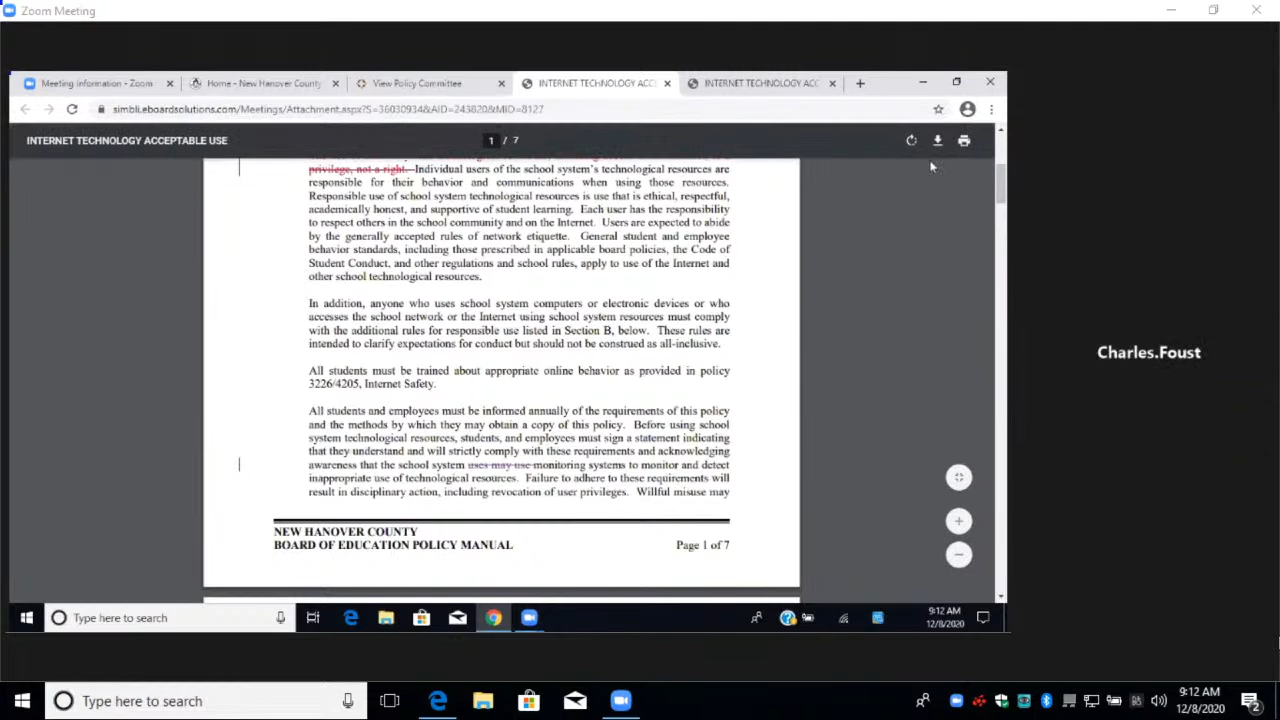 Zoom Meeting
Meeting information - Zoom
Home - New Hanover County
View Policy Committee
INTERNET TECHNOLOGY ACCE
INTERNET TECHNOLOGY ACC
simbli.eboardsolutions.com/Meetings/Attachment.aspx?S=36030934&AID=243820&MID=8127
INTERNET TECHNOLOGY ACCEPTABLE USE
1 / 7
privilege, not a right. Individual users of the school system's technological resources are
responsible for their behavior and communications when using those resources.
Responsible use of school system technological resources is use that is ethical, respectful,
academically honest, and supportive of student learning. Each user has the responsibility
to respect others in the school community and on the Internet. Users are expected to abide
by the generally accepted rules of network etiquette. General student and employee
behavior standards, including those prescribed in applicable board policies, the Code of
Student Conduct, and other regulations and school rules, apply to use of the Internet and
other school technological resources.
In addition, anyone who uses school system computers or electronic devices or who
accesses the school network or the Internet using school system resources must comply
with the additional rules for responsible use listed in Section B, below. These rules are
intended to clarify expectations for conduct but should not be construed as all-inclusive.
All students must be trained about appropriate online behavior as provided in policy
3226/4205, Internet Safety.
All students and employees must be informed annually of the requirements of this policy
and the methods by which they may obtain a copy of this policy. Before using school
system technological resources, students, and employees must sign a statement indicating
that they understand and will strictly comply with these requirements and acknowledging
awareness that the school system uses may use monitoring systems to monitor and detect
inappropriate use of technological resources. Failure to adhere to these requirements will
result in disciplinary action, including revocation of user privileges. Willful misuse may
NEW HANOVER COUNTY
BOARD OF EDUCATION POLICY MANUAL
Page 1 of 7
Charles.Foust
Type here to search
9:12 AM
12/8/2020
Type here to search
9:12 AM
12/8/2020
2